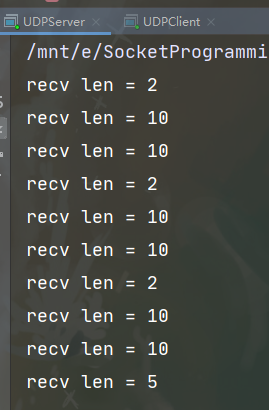 UDPServer
UDPClient
/mnt/e/SocketProgrammi
recv len = 2
recv len = 10
recv len = 10
recv len = 2
recv len = 10
recv len = 10
recv len = 2
recv len = 10
recv len = 10
recv len = 5